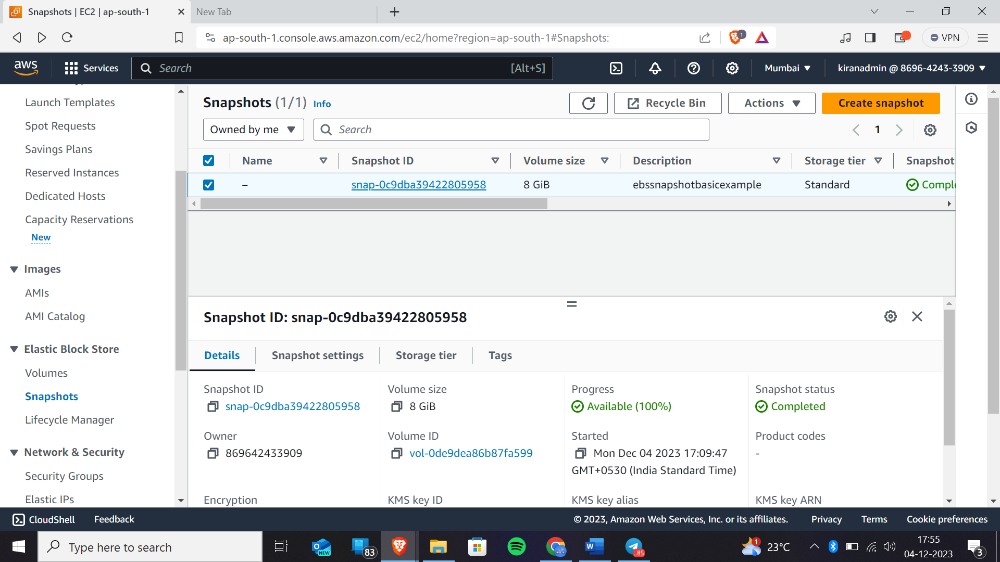 Snapshots | EC2 | ap-south-1
New Tab
ap-south-1.console.aws.amazon.com/ec2/home?region=ap-south-1#Snapshots:
1
VPN
aws
Services
Search
[Alt+S]
Mumbai
kiranadmin @ 8696-4243-3909
Launch Templates
Spot Requests
Savings Plans
Reserved Instances
Dedicated Hosts
Capacity Reservations
New
Images
AMIs
AMI Catalog
Elastic Block Store
Volumes
Snapshots
Lifecycle Manager
Network & Security
Security Groups
Elastic IPs
Snapshots (1/1) Info
Recycle Bin
Actions
Create snapshot
Owned by me
Search
1
Name
Snapshot ID
Volume size
Description
Storage tier
Snapshot
–
snap-0c9dba39422805958
8 GiB
ebssnapshotbasicexample
Standard
Comple
Snapshot ID: snap-0c9dba39422805958
Details
Snapshot settings
Storage tier
Tags
Snapshot ID
snap-0c9dba39422805958
Volume size
8 GiB
Progress
Available (100%)
Snapshot status
Completed
Owner
869642433909
Volume ID
vol-0de9dea86b87fa599
Started
Mon Dec 04 2023 17:09:47
GMT+0530 (India Standard Time)
Product codes
-
Encryption
KMS key ID
KMS key alias
KMS key ARN
CloudShell
Feedback
© 2023, Amazon Web Services, Inc. or its affiliates.
Privacy
Terms
Cookie preferences
Type here to search
NEW
83
W
..85
1
23°C
17:55
04-12-2023
3